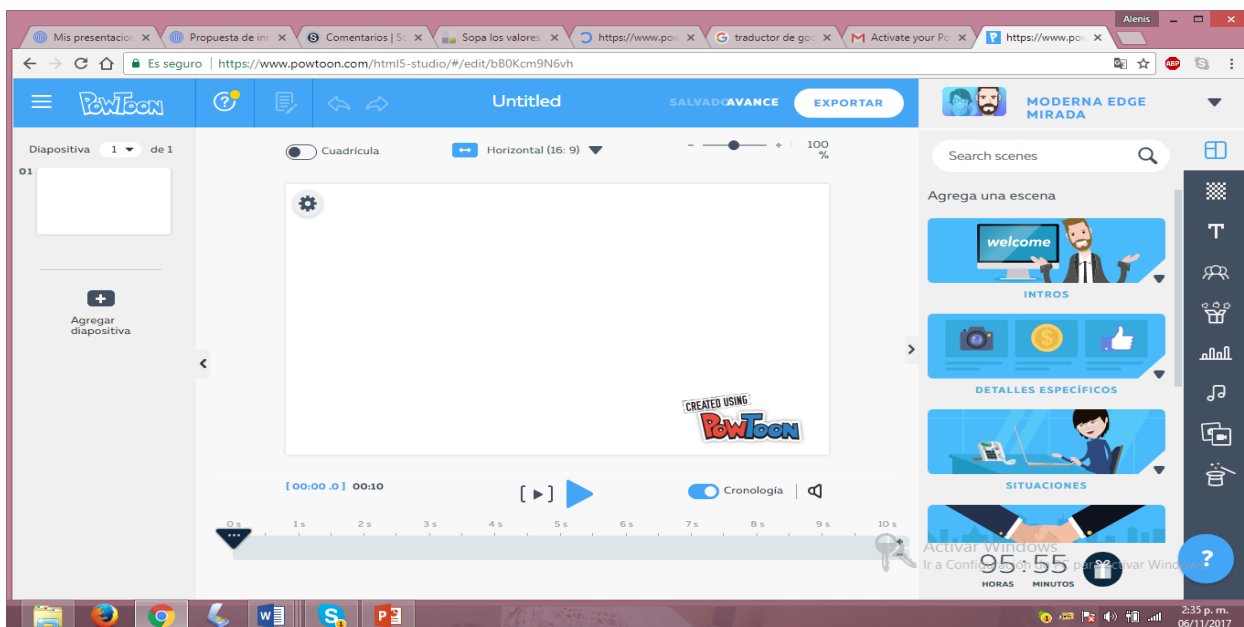 Alenis
Mis presentacion
Propuesta de inn
Comentarios | Sc
Sopa los valores
https://www.pow
traductor de goo
Activate your Po
https://www.pow
Es seguro | https://www.powtoon.com/html5-studio/#/edit/bB0Kcm9N6vh
POWTOON
Untitled
SALVADO AVANCE
EXPORTAR
MODERNA EDGE
MIRADA
Diapositiva 1 de 1
Cuadrícula
Horizontal (16: 9)
- + 100
%
01
Agregar
diapositiva
CREATED USING
POWTOON
[00:00 .0] 00:10
Cronología
0 s 1 s 2 s 3 s 4 s 5 s 6 s 7 s 8 s 9 s 10 s
Search scenes
Agrega una escena
welcome
INTROS
DETALLES ESPECÍFICOS
SITUACIONES
Activar Windows
Ir a Configuración de PC para activar Windows
95:55
HORAS MINUTOS
?
2:35 p. m.
06/11/2017